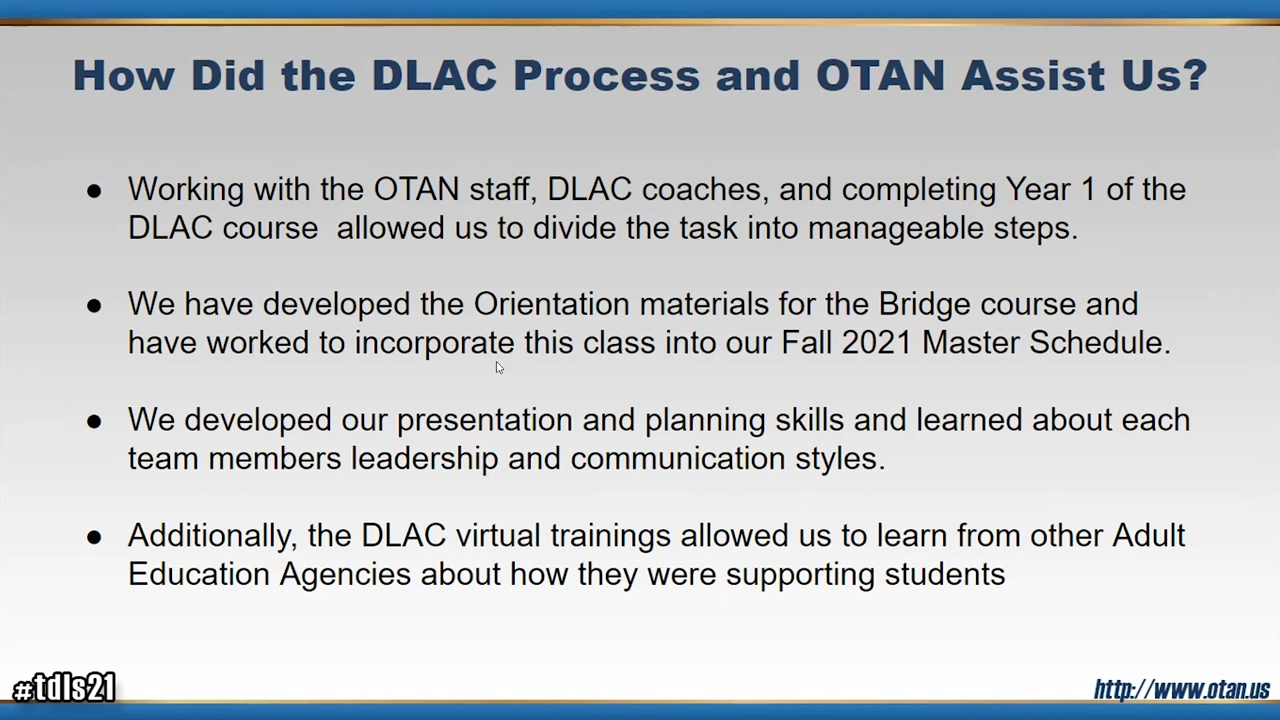 How Did the DLAC Process and OTAN Assist Us?
● Working with the OTAN staff, DLAC coaches, and completing Year 1 of the
DLAC course  allowed us to divide the task into manageable steps.
● We have developed the Orientation materials for the Bridge course and
have worked to incorporate this class into our Fall 2021 Master Schedule.
● We developed our presentation and planning skills and learned about each
team members leadership and communication styles.
● Additionally, the DLAC virtual trainings allowed us to learn from other Adult
Education Agencies about how they were supporting students
#tdls21
http://www.otan.us